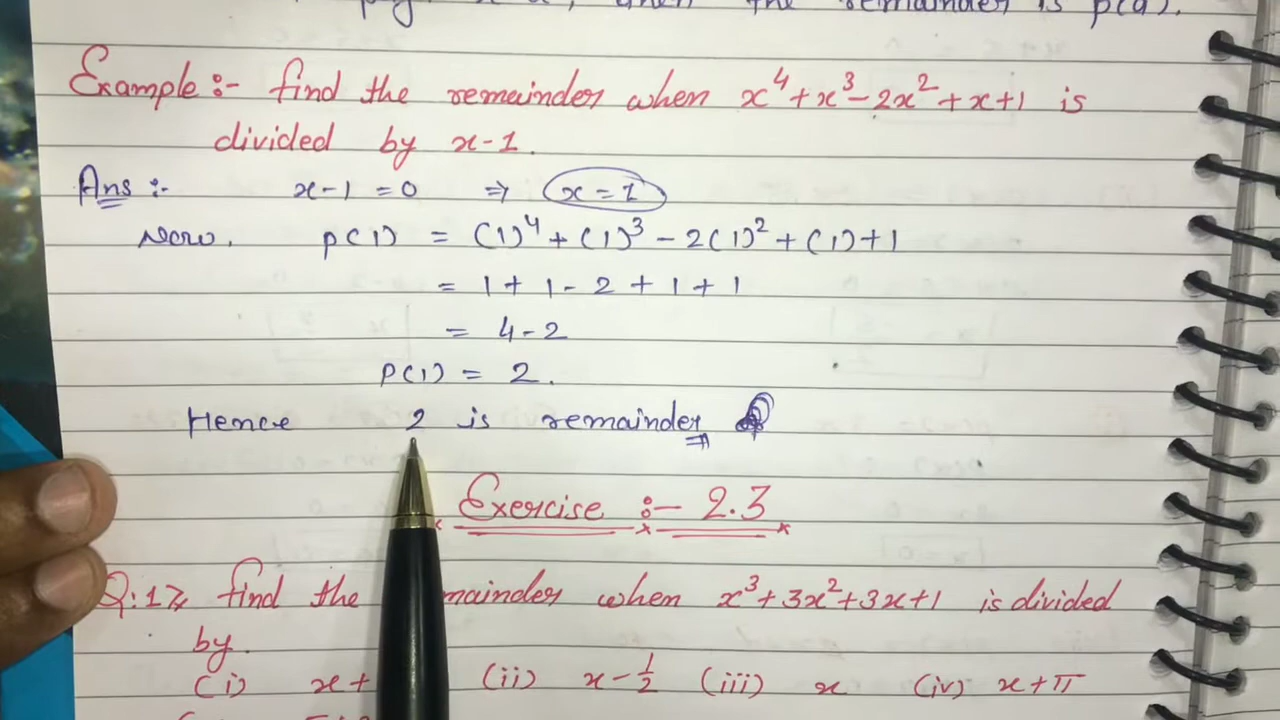 the remainder is p(a).
Example :- find the remainder when x⁴+x³-2x²+x+1 is
divided by x-1.
Ans :- x-1 = 0 ⇒ x = 1
Now, p(1) = (1)⁴+(1)³-2(1)²+(1)+1
= 1+1-2+1+1
= 4-2
p(1) = 2.
Hence 2 is remainder
Exercise :- 2.3
Q:1 find the mainder when x³+3x²+3x+1 is divided
by.
(i) x+ (ii) x-1/2 (iii) x (iv) x+π